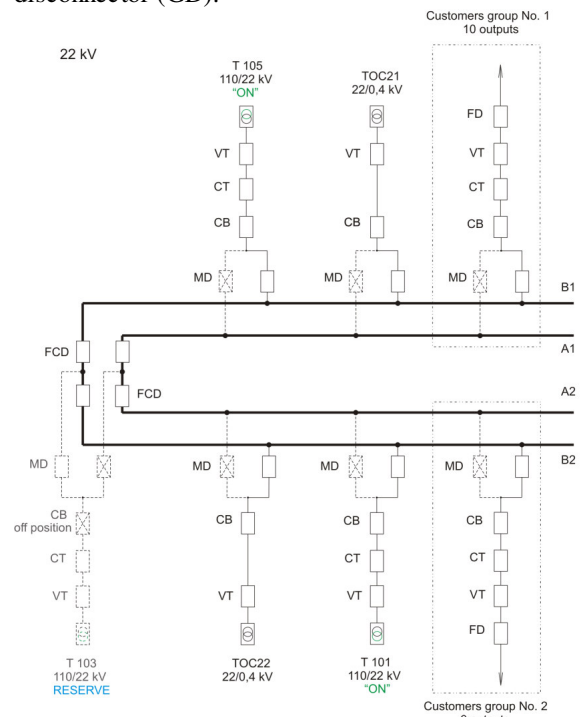 disconnector (GD).
Customers group No. 1
10 outputs
22 kV
T 105
110/22 kV
"ON"
TOC21
22/0,4 kV
FD
VT
VT
VT
CT
CT
CB
CB
CB
MD
MD
MD
B1
A1
FCD
FCD
A2
B2
MD
MD
MD
MD
CB
off position
CB
CB
CB
CT
CT
CT
VT
VT
VT
VT
FD
T 103
110/22 kV
RESERVE
TOC22
22/0,4 kV
T 101
110/22 kV
"ON"
Customers group No. 2